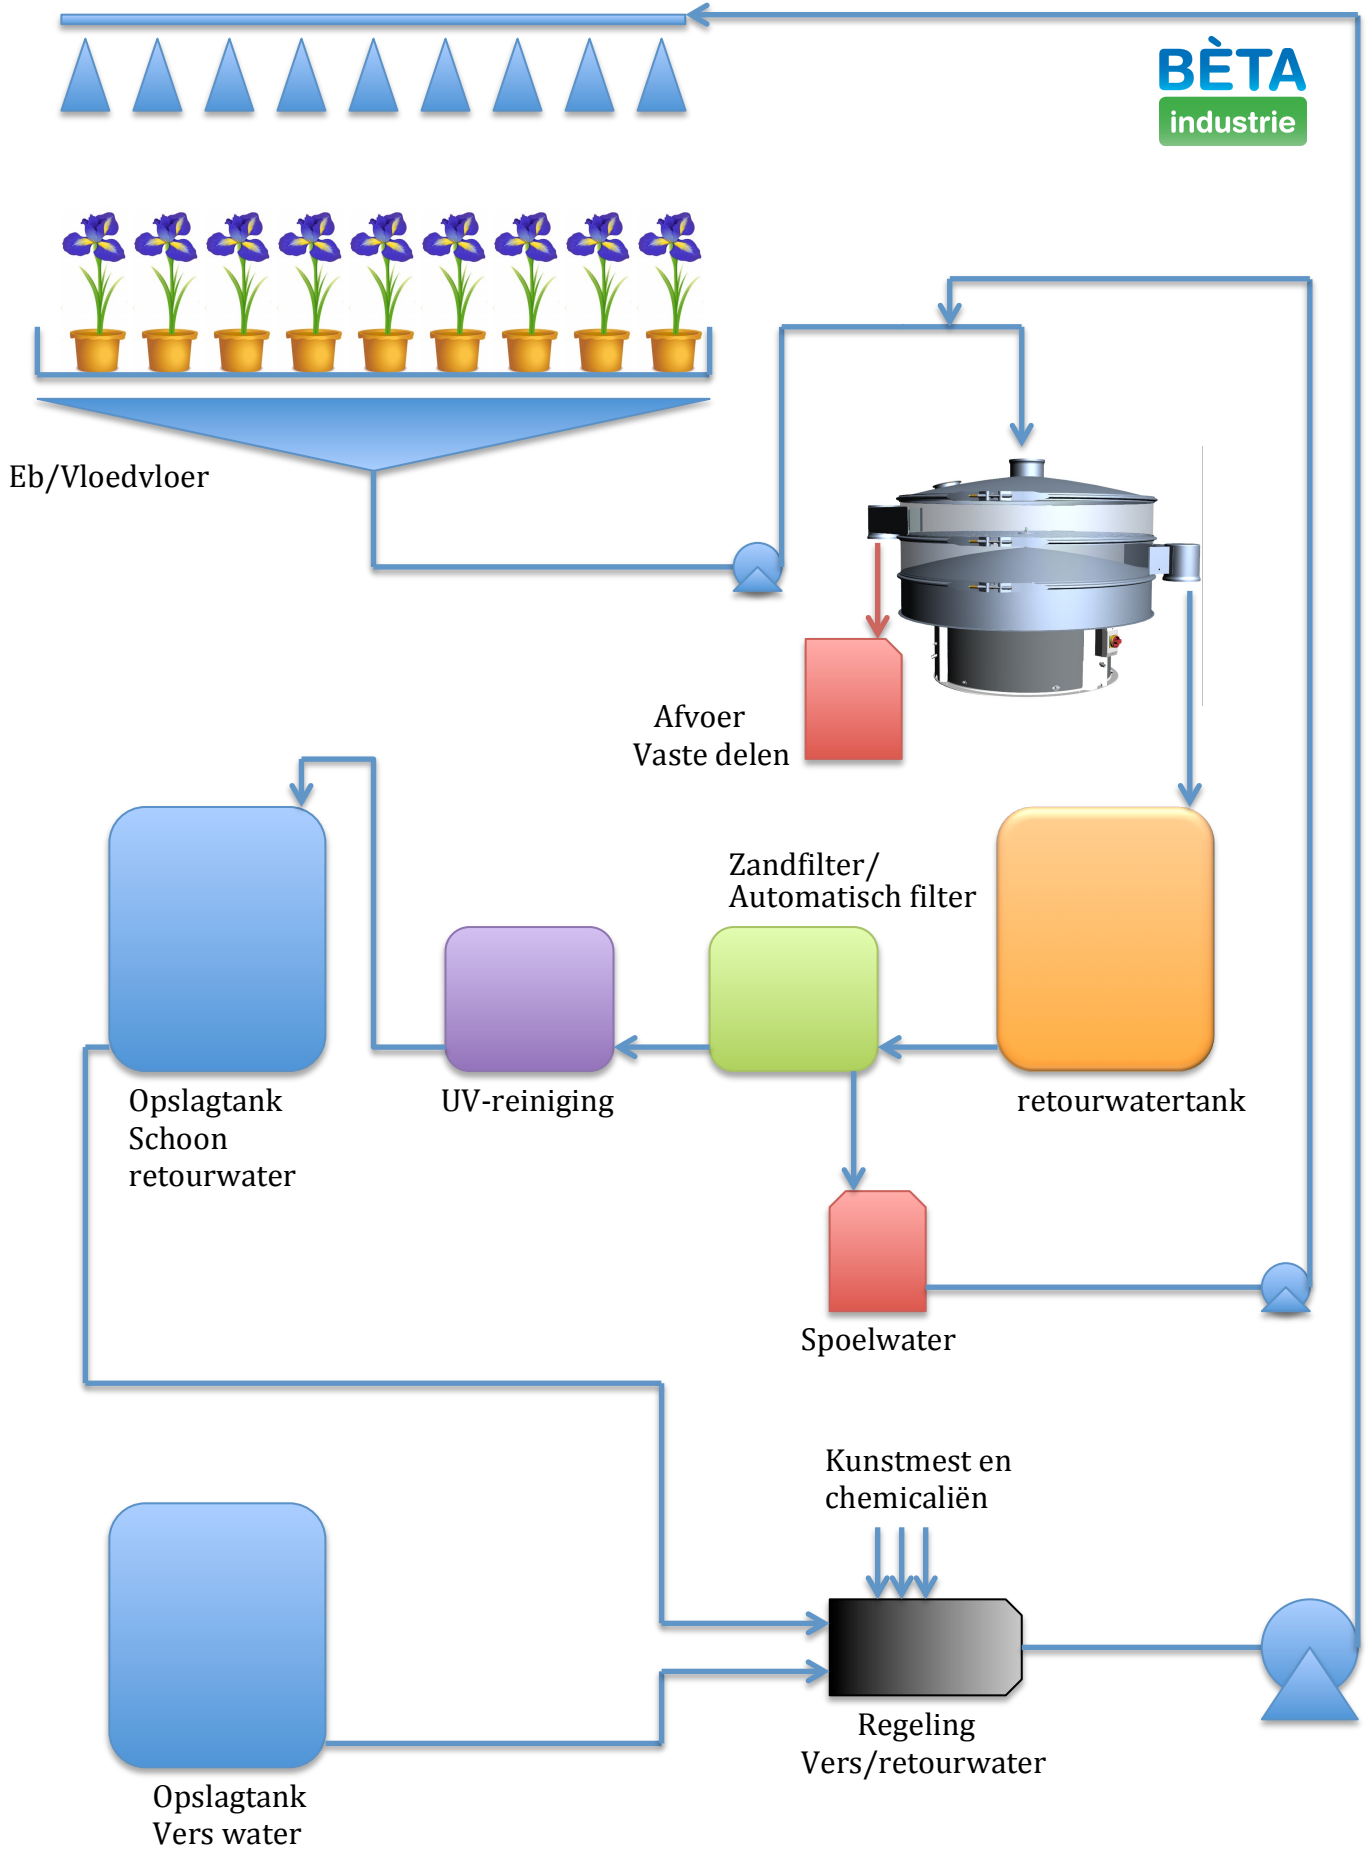 BÈTA
industrie
Eb/Vloedvloer
Afvoer
Vaste delen
Zandfilter/
Automatisch filter
Opslagtank
Schoon
retourwater
UV-reiniging
retourwatertank
Spoelwater
Kunstmest en
chemicaliën
Regeling
Vers/retourwater
Opslagtank
Vers water